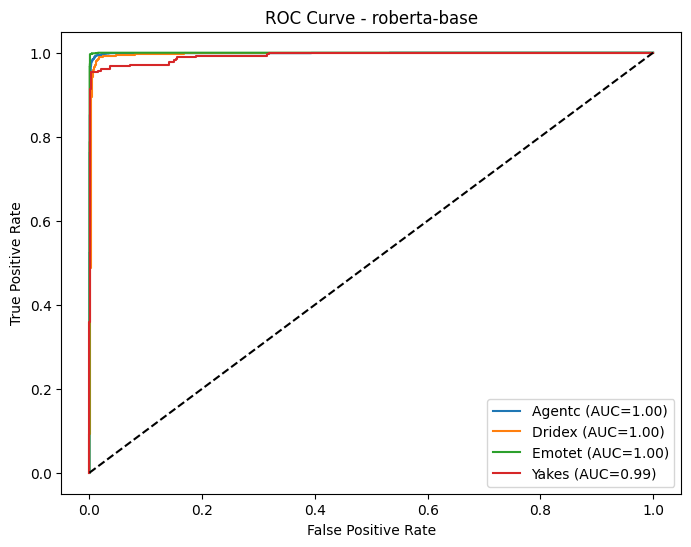 ROC Curve - roberta-base
True Positive Rate
1.0
0.8
0.6
0.4
0.2
0.0
0.0 0.2 0.4 0.6 0.8 1.0
False Positive Rate
Agentc (AUC=1.00)
Dridex (AUC=1.00)
Emotet (AUC=1.00)
Yakes (AUC=0.99)